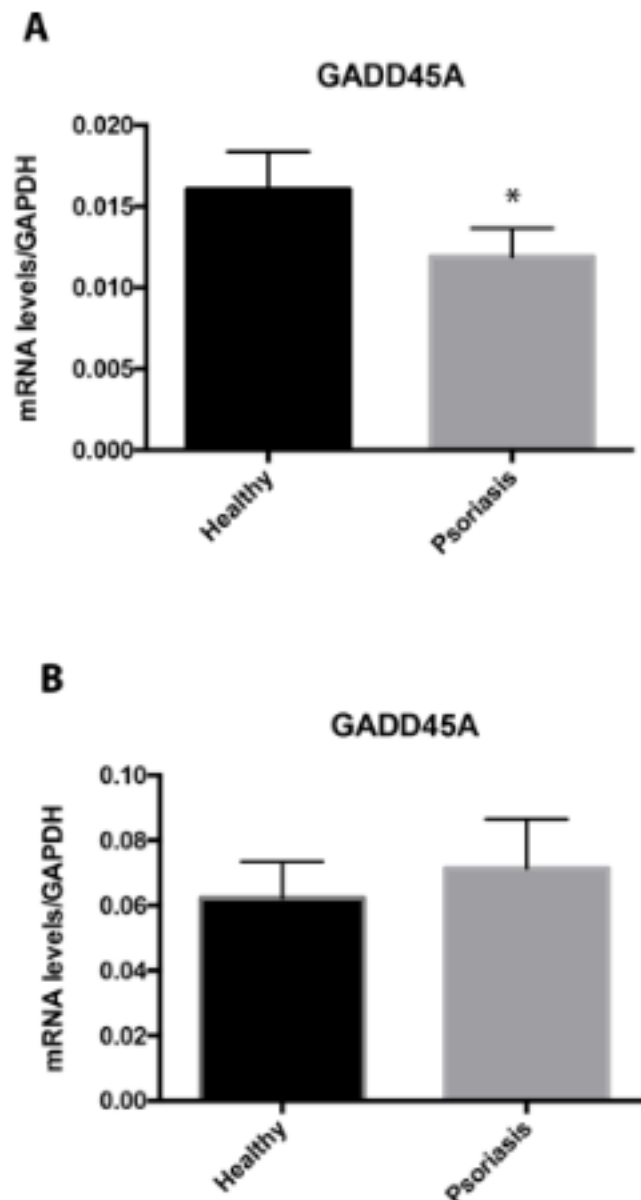 A
GADD45A
mRNA levels/GAPDH
0.020
0.015
0.010
0.005
0.000
*
Healthy
Psoriasis
B
GADD45A
mRNA levels/GAPDH
0.10
0.08
0.06
0.04
0.02
0.00
Healthy
Psoriasis